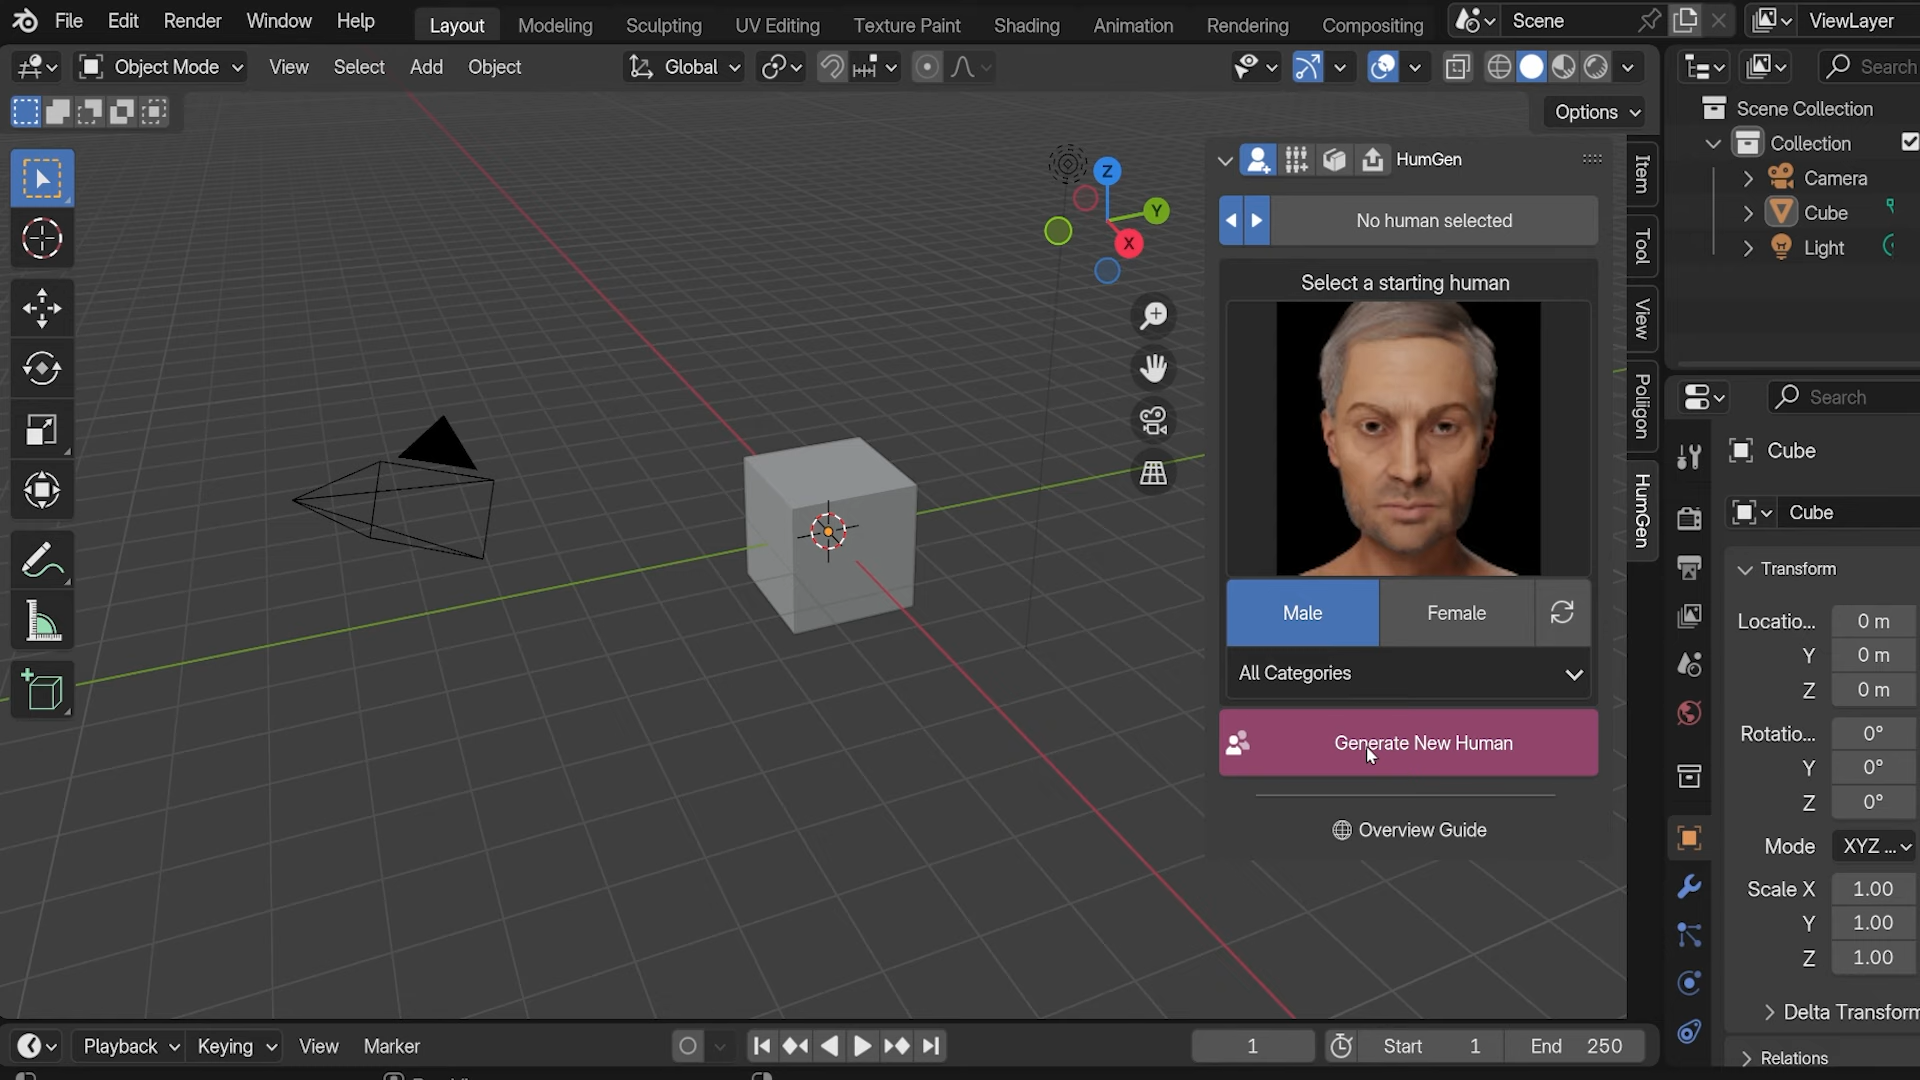 File Edit Render Window Help Layout Modeling Sculpting UV Editing Texture Paint Shading Animation Rendering Compositing Scene ViewLayer
Object Mode View Select Add Object Global Search
Options
Scene Collection
Collection
Camera
Cube
Light
HumGen
No human selected
Select a starting human
Male Female
All Categories
Generate New Human
Overview Guide
Z
Y
X
Item
Tool
View
Poliigon
HumGen
Search
Cube
Cube
Transform
Locatio... 0 m
Y 0 m
Z 0 m
Rotatio... 0°
Y 0°
Z 0°
Mode XYZ ...
Scale X 1.00
Y 1.00
Z 1.00
Delta Transform
Relations
Playback Keying View Marker 1 Start 1 End 250